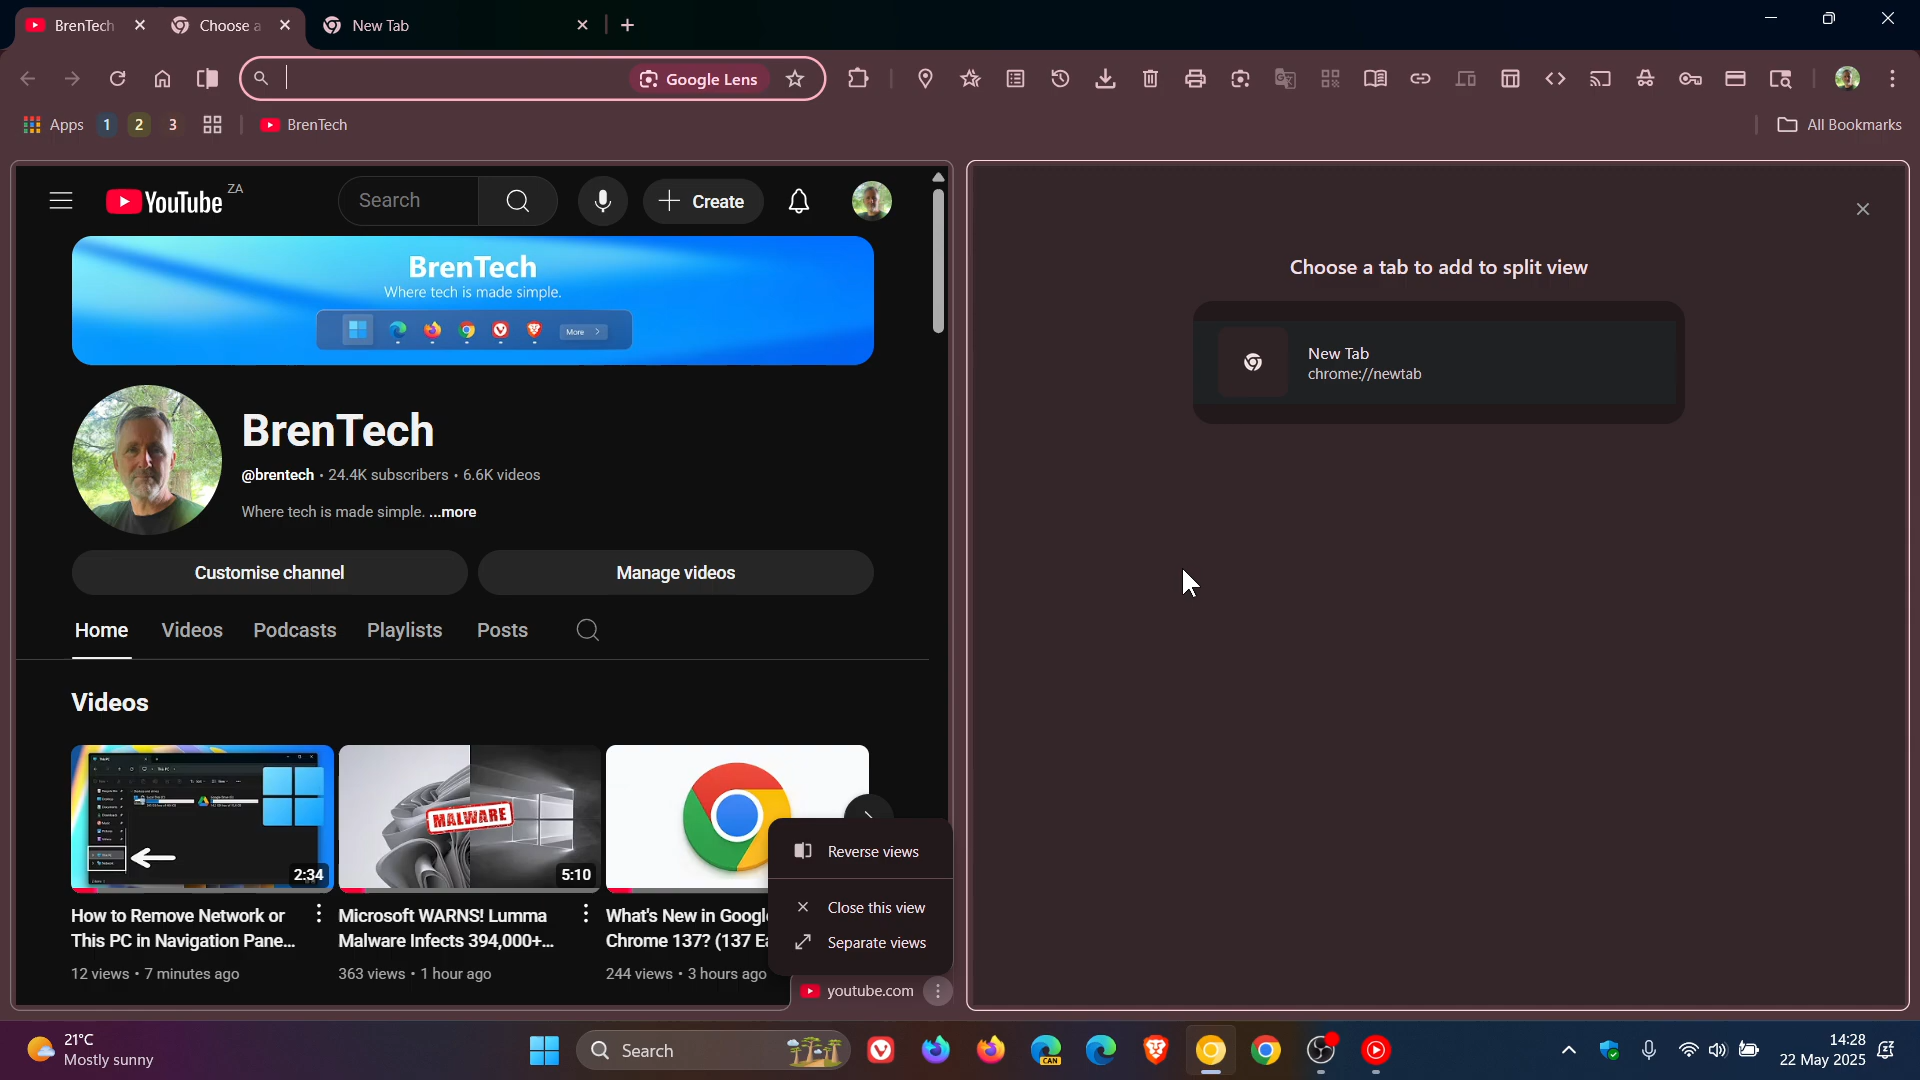 BrenTech
Choose a
New Tab
Google Lens
Apps
1
2
3
BrenTech
All Bookmarks
YouTube ZA
Search
Create
BrenTech
Where tech is made simple.
More
BrenTech
@brentech • 24.4K subscribers • 6.6K videos
Where tech is made simple. ...more
Customise channel
Manage videos
Home
Videos
Podcasts
Playlists
Posts
Videos
2:34
How to Remove Network or
This PC in Navigation Pane...
12 views • 7 minutes ago
MALWARE
5:10
Microsoft WARNS! Lumma
Malware Infects 394,000+...
363 views • 1 hour ago
What's New in Googl
Chrome 137? (137 Ea
244 views • 3 hours ago
Reverse views
Close this view
Separate views
youtube.com
Choose a tab to add to split view
New Tab
chrome://newtab
21°C
Mostly sunny
Search
CAN
14:28
22 May 2025